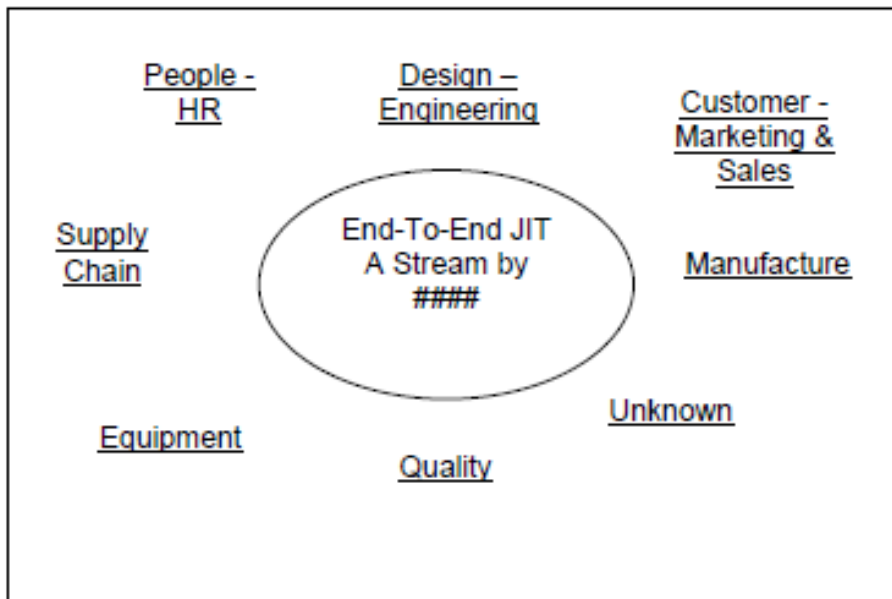 People -
HR
Design –
Engineering
Customer -
Marketing &
Sales
Supply
Chain
End-To-End JIT
A Stream by
####
Manufacture
Equipment
Quality
Unknown